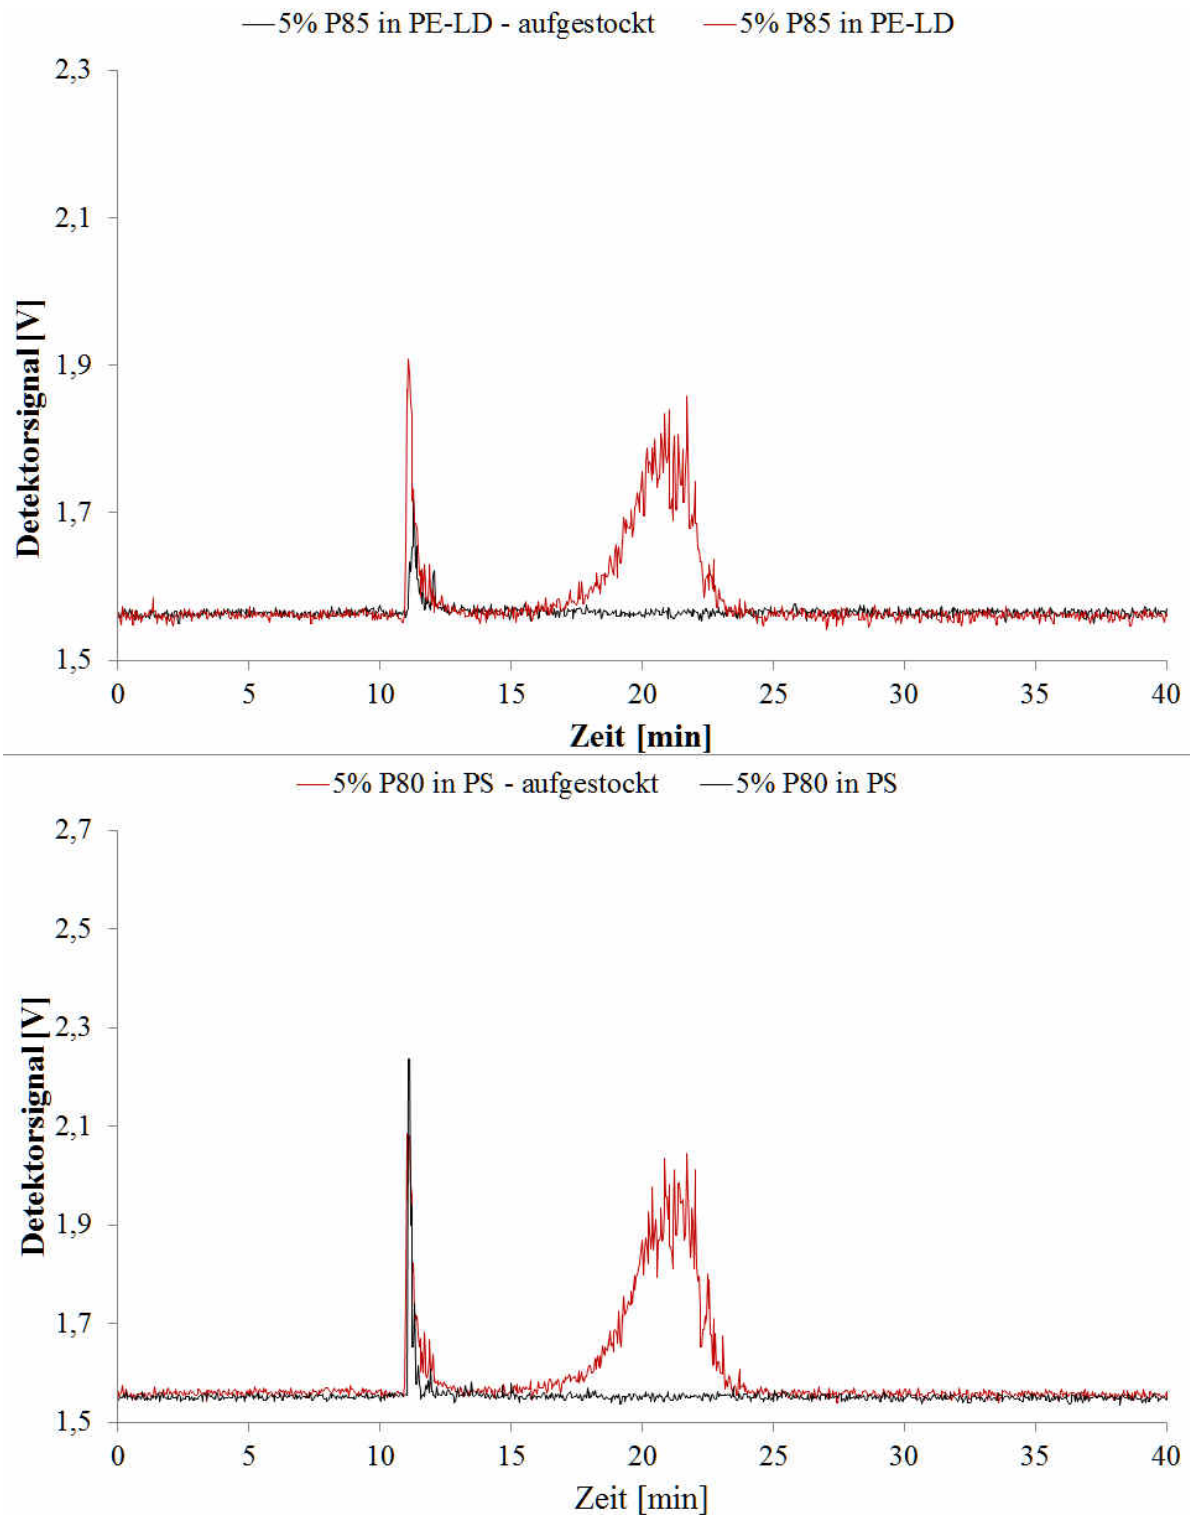 5% P85 in PE-LD - aufgestockt 5% P85 in PE-LD
2,3
2,1
1,9
1,7
1,5
Detektorsignal [V]
0 5 10 15 20 25 30 35 40
Zeit [min]
5% P80 in PS - aufgestockt 5% P80 in PS
2,7
2,5
2,3
2,1
1,9
1,7
1,5
Detektorsignal [V]
0 5 10 15 20 25 30 35 40
Zeit [min]